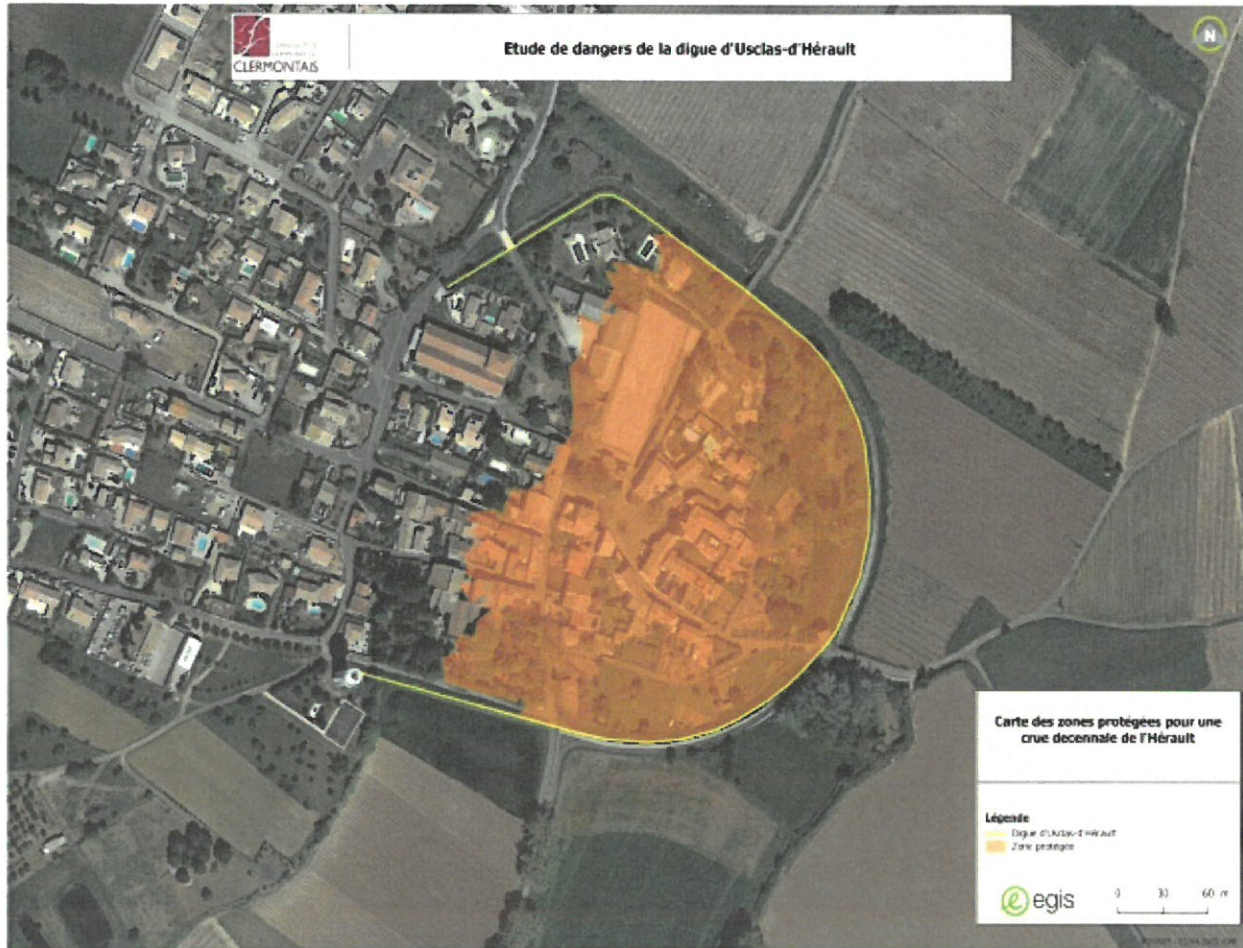 CLERMONTAIS
Etude de dangers de la digue d'Usclas-d'Hérault
N
Carte des zones protégées pour une
crue decennale de l'Hérault
Légende
Digue d'Usclas-d'Hérault
Zone protégée
egis
0 30 60 m